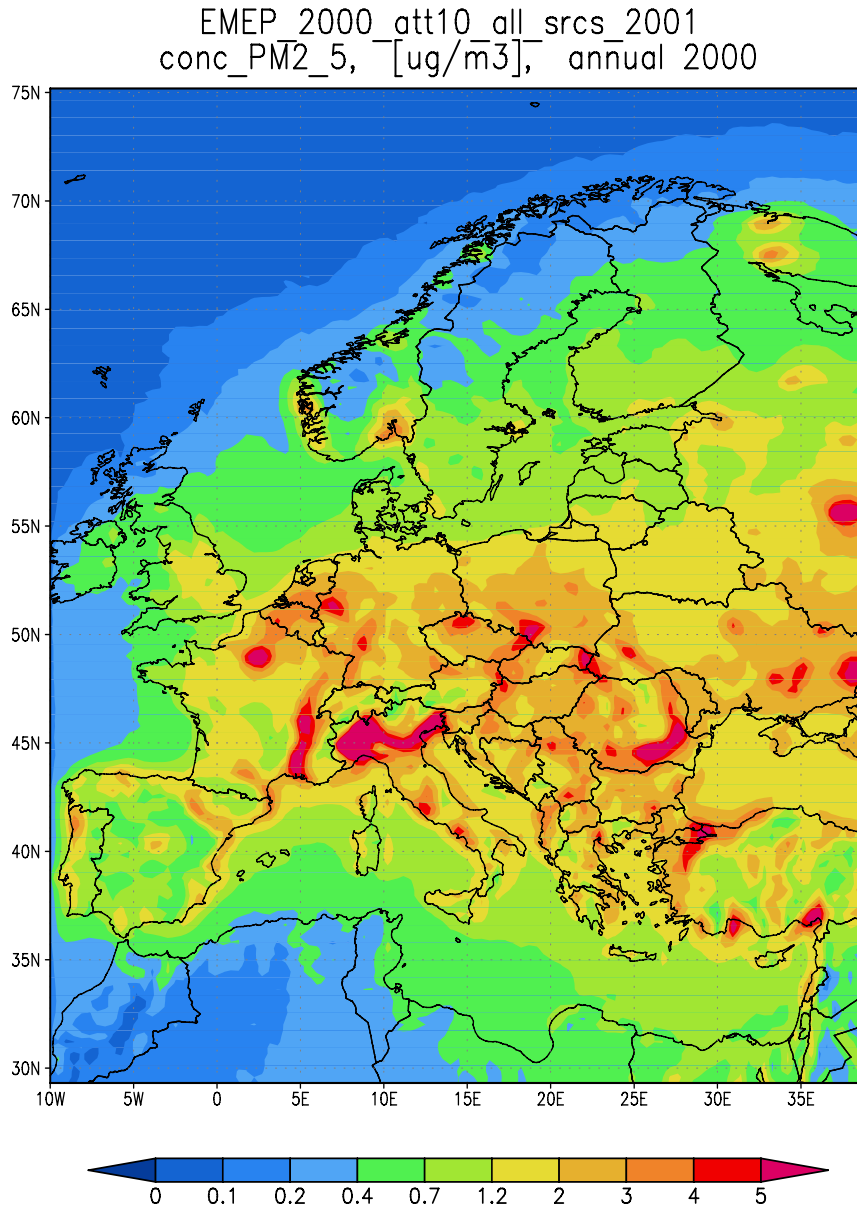 EMEP_2000_att10_all_srcs_2001
conc_PM2_5, [ug/m3], annual 2000
75N
70N
65N
60N
55N
50N
45N
40N
35N
30N
10W 5W 0 5E 10E 15E 20E 25E 30E 35E
0 0.1 0.2 0.4 0.7 1.2 2 3 4 5